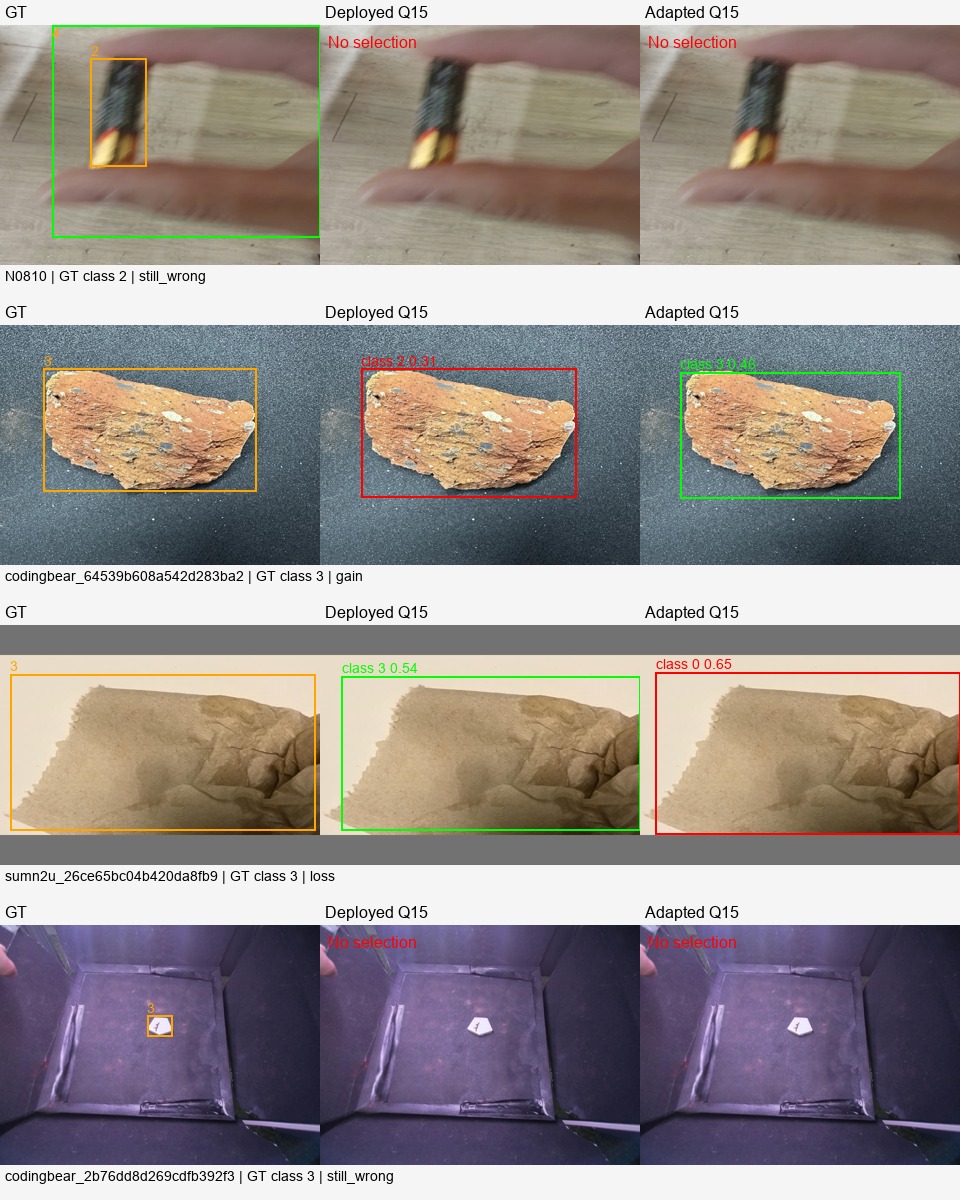 GT Deployed Q15 Adapted Q15
No selection No selection
2
N0810 | GT class 2 | still_wrong
GT Deployed Q15 Adapted Q15
3 class 2 0.31 class 3 0.46
codingbear_64539b608a542d283ba2 | GT class 3 | gain
GT Deployed Q15 Adapted Q15
3 class 3 0.54 class 0 0.65
sumn2u_26ce65bc04b420da8fb9 | GT class 3 | loss
GT Deployed Q15 Adapted Q15
No selection No selection
3
codingbear_2b76dd8d269cdfb392f3 | GT class 3 | still_wrong